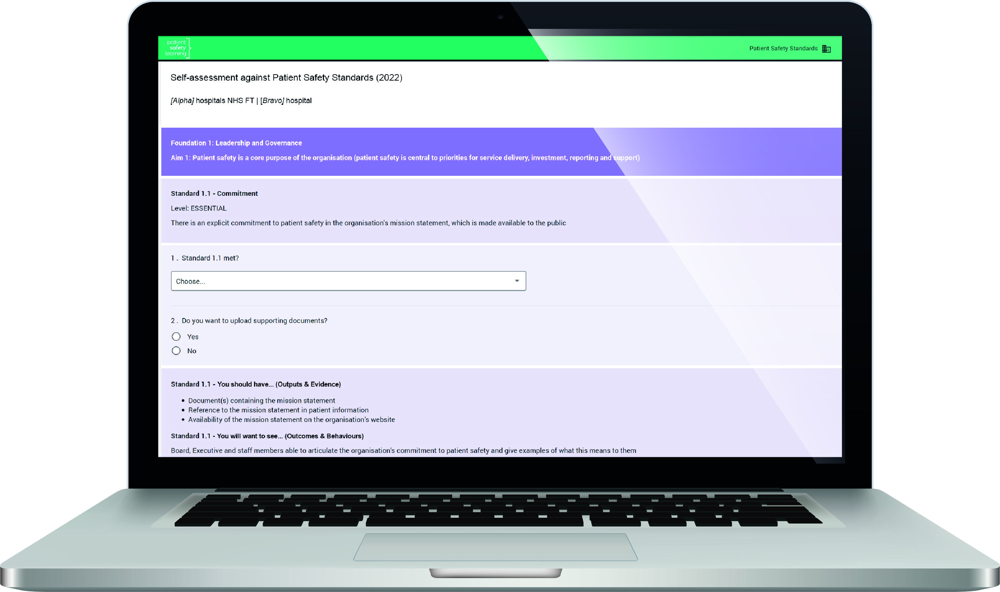 patient
safety
learning
Patient Safety Standards
Self-assessment against Patient Safety Standards (2022)
[Alpha] hospitals NHS FT | [Bravo] hospital
Foundation 1: Leadership and Governance
Aim 1: Patient safety is a core purpose of the organisation (patient safety is central to priorities for service delivery, investment, reporting and support)
Standard 1.1 - Commitment
Level: ESSENTIAL
There is an explicit commitment to patient safety in the organisation's mission statement, which is made available to the public
1 . Standard 1.1 met?
Choose...
2 . Do you want to upload supporting documents?
Yes
No
Standard 1.1 - You should have... (Outputs & Evidence)
• Document(s) containing the mission statement
• Reference to the mission statement in patient information
• Availability of the mission statement on the organisation's website
Standard 1.1 - You will want to see... (Outcomes & Behaviours)
Board, Executive and staff members able to articulate the organisation's commitment to patient safety and give examples of what this means to them